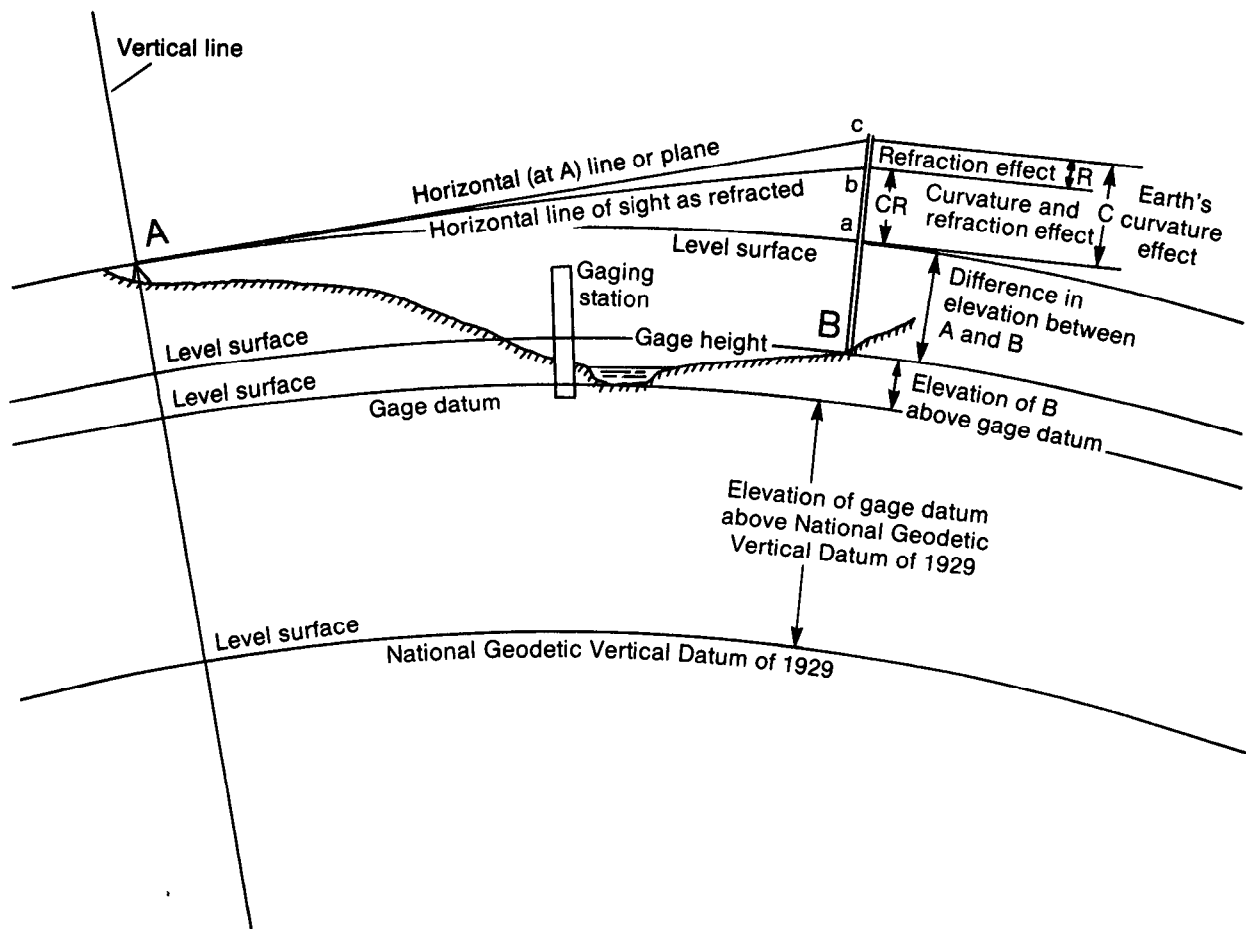 Vertical line
c
Horizontal (at A) line or plane
Refraction effect
R
b
Horizontal line of sight as refracted
A
CR
Curvature and
refraction effect
C
Earth's
curvature
effect
a
Level surface
Gaging
station
Difference in
elevation between
A and B
B
Level surface
Gage height
Level surface
Gage datum
Elevation of B
above gage datum
Elevation of gage datum
above National Geodetic
Vertical Datum of 1929
Level surface
National Geodetic Vertical Datum of 1929